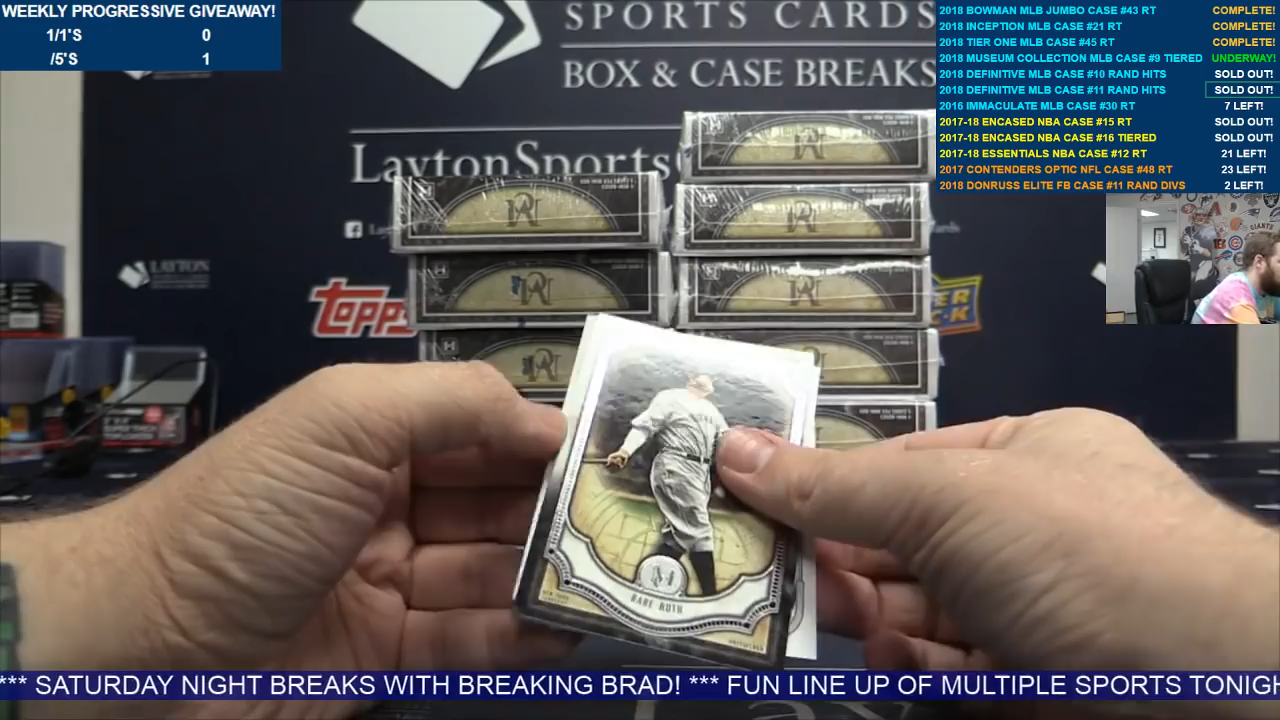 WEEKLY PROGRESSIVE GIVEAWAY!
1/1'S 0
/5'S 1
SPORTS CARDS
BOX & CASE BREAKS
LaytonSports
LAYTON
TOPPS
2018 BOWMAN MLB JUMBO CASE #43 RT COMPLETE!
2018 INCEPTION MLB CASE #21 RT COMPLETE!
2018 TIER ONE MLB CASE #45 RT COMPLETE!
2018 MUSEUM COLLECTION MLB CASE #9 TIERED UNDERWAY!
2018 DEFINITIVE MLB CASE #10 RAND HITS SOLD OUT!
2018 DEFINITIVE MLB CASE #11 RAND HITS SOLD OUT!
2016 IMMACULATE MLB CASE #30 RT 7 LEFT!
2017-18 ENCASED NBA CASE #15 RT SOLD OUT!
2017-18 ENCASED NBA CASE #16 TIERED SOLD OUT!
2017-18 ESSENTIALS NBA CASE #12 RT 21 LEFT!
2017 CONTENDERS OPTIC NFL CASE #48 RT 23 LEFT!
2018 DONRUSS ELITE FB CASE #11 RAND DIVS 2 LEFT!
GIANTS
BABE RUTH
*** SATURDAY NIGHT BREAKS WITH BREAKING BRAD! *** FUN LINE UP OF MULTIPLE SPORTS TONIGH